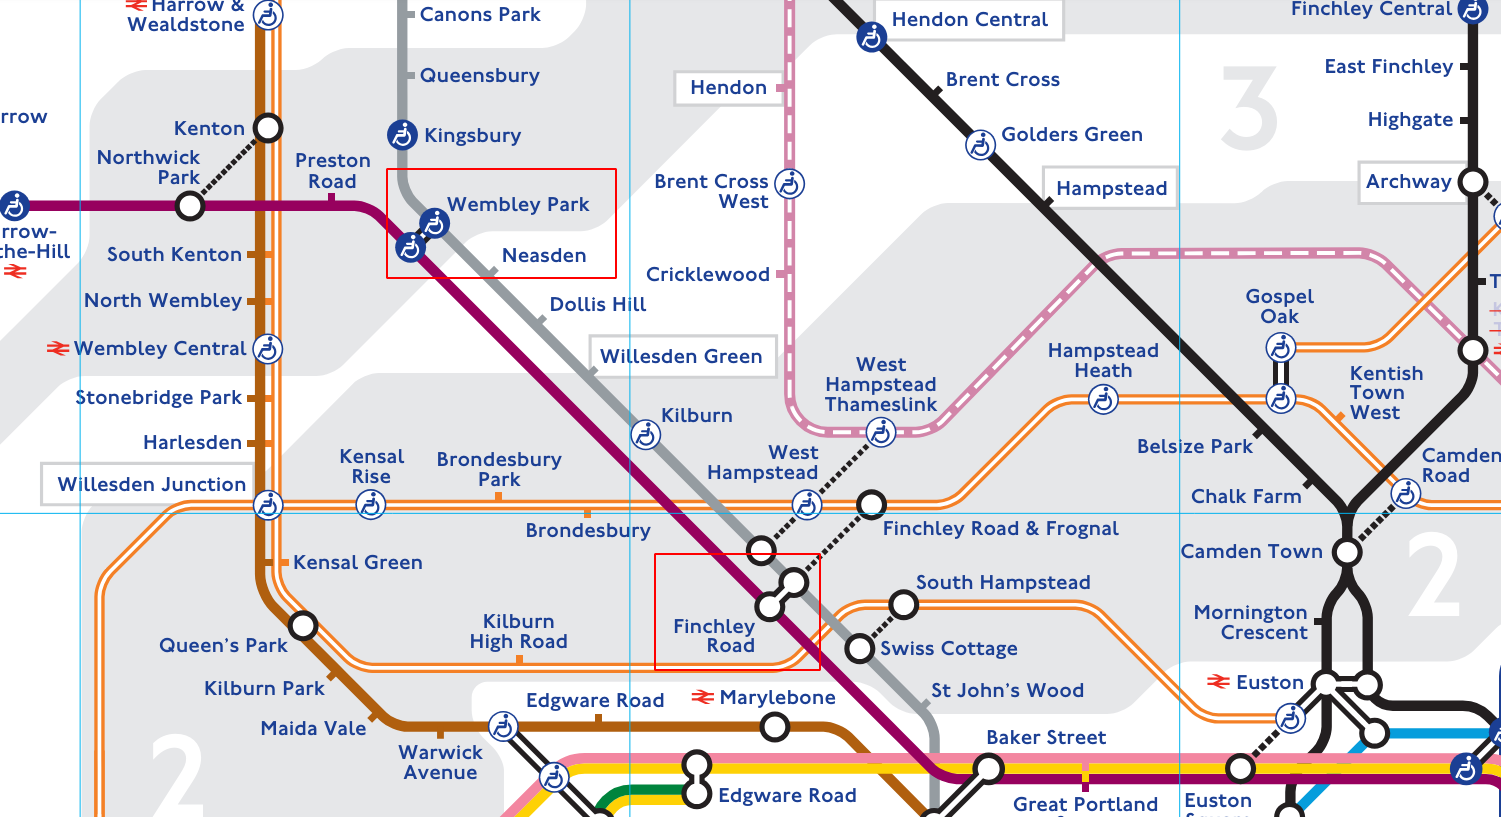 Harrow &
Wealdstone
Canons Park
Hendon Central
Finchley Central
Queensbury
Hendon
Brent Cross
East Finchley
3
rrow
Kenton
Kingsbury
Golders Green
Highgate
Northwick
Park
Preston
Road
Brent Cross
West
Hampstead
Archway
Wembley Park
rrow-
the-Hill
South Kenton
Neasden
Cricklewood
North Wembley
Dollis Hill
Gospel
Oak
Wembley Central
Willesden Green
West
Hampstead
Thameslink
Hampstead
Heath
Kentish
Town
West
Stonebridge Park
Kilburn
Harlesden
Belsize Park
Willesden Junction
Kensal
Rise
Brondesbury
Park
West
Hampstead
Camden
Road
Chalk Farm
Brondesbury
Finchley Road & Frognal
Camden Town
2
Kensal Green
South Hampstead
Finchley
Road
Mornington
Crescent
Queen's Park
Kilburn
High Road
Swiss Cottage
Kilburn Park
Edgware Road
Marylebone
St John's Wood
Euston
Maida Vale
Warwick
Avenue
Baker Street
2
Edgware Road
Great Portland
Euston